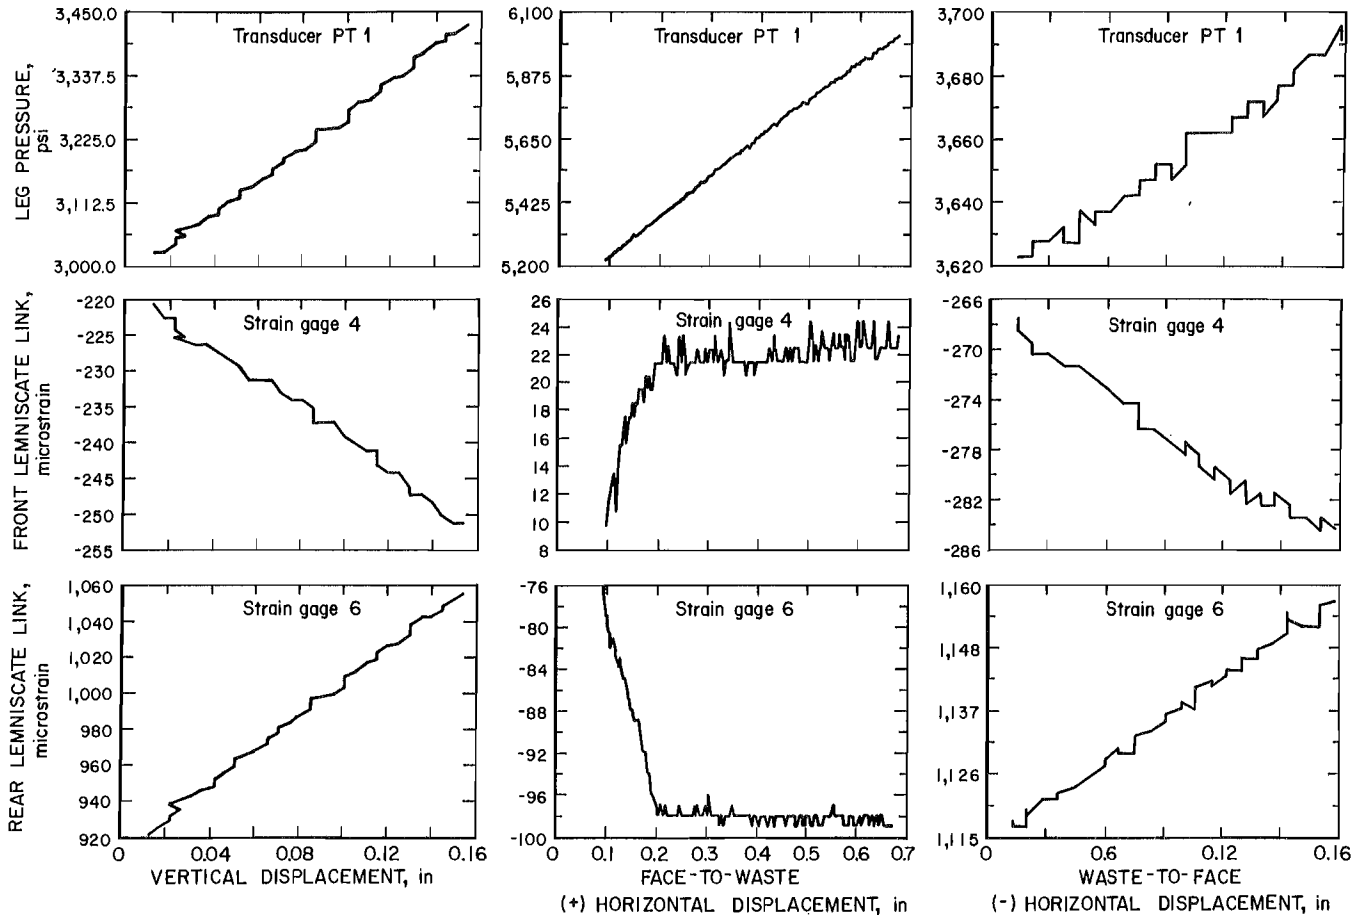 LEG PRESSURE,
psi
3,450.0
3,337.5
3,225.0
3,112.5
3,000.0
Transducer PT 1
6,100
5,875
5,650
5,425
5,200
Transducer PT 1
3,700
3,680
3,660
3,640
3,620
Transducer PT 1
FRONT LEMNISCATE LINK,
microstrain
-220
-225
-230
-235
-240
-245
-250
-255
Strain gage 4
26
24
22
20
18
16
14
12
10
8
Strain gage 4
-266
-270
-274
-278
-282
-286
Strain gage 4
REAR LEMNISCATE LINK,
microstrain
1,060
1,040
1,020
1,000
980
960
940
920
Strain gage 6
0 0.04 0.08 0.12 0.16
VERTICAL DISPLACEMENT, in
-76
-80
-84
-88
-92
-96
-100
Strain gage 6
0 0.1 0.2 0.3 0.4 0.5 0.6 0.7
FACE-TO-WASTE
(+) HORIZONTAL DISPLACEMENT, in
1,160
1,148
1,137
1,126
1,115
Strain gage 6
0 0.6 0.12 0.16
WASTE-TO-FACE
(-) HORIZONTAL DISPLACEMENT, in